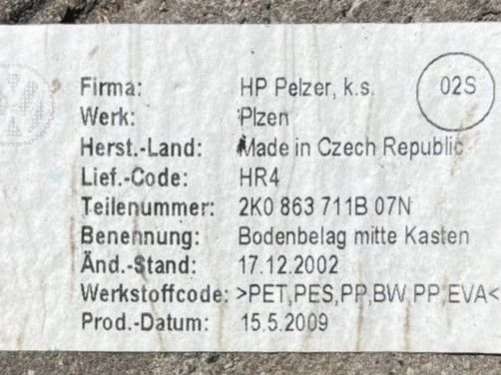 Firma: HP Pelzer, k.s. 02S
Werk: Plzen
Herst.-Land: Made in Czech Republic
Lief.-Code: HR4
Teilenummer: 2K0 863 711B 07N
Benennung: Bodenbelag mitte Kasten
Änd.-Stand: 17.12.2002
Werkstoffcode: >PET,PES,PP,BW,PP,EVA<
Prod.-Datum: 15.5.2009